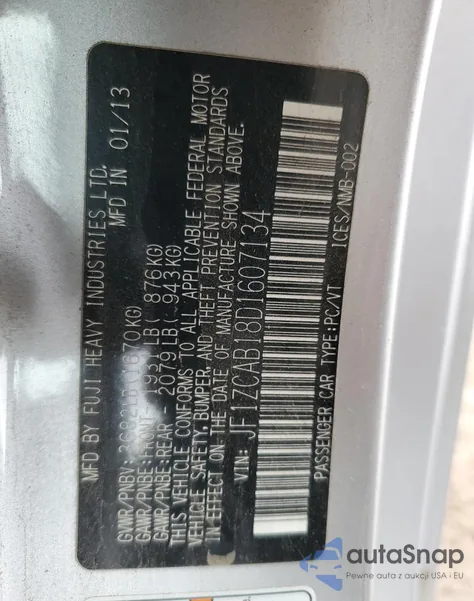 MFD BY FUJI HEAVY INDUSTRIES LTD.
MFD IN 01/13
GVWR/PNBV- 3682LB (1670KG)
GAWR/PNBE:FRONT- 1931LB ( 876KG)
GAWR/PNBE:REAR - 2079LB ( 943KG)
THIS VEHICLE CONFORMS TO ALL APPLICABLE FEDERAL MOTOR
VEHICLE SAFETY,BUMPER, AND THEFT PREVENTION STANDARDS
IN EFFECT ON THE DATE OF MANUFACTURE SHOWN ABOVE.
VIN: JF1ZCAB18D1607134
PASSENGER CAR TYPE:PC/VT ICES/NMB-002
autoSnap
Pewne auta z aukcji USA i EU